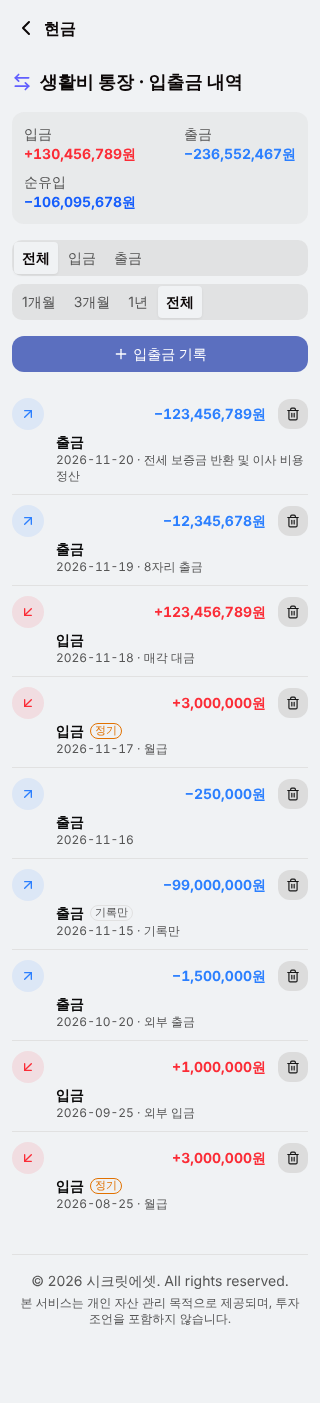 현금
생활비 통장 · 입출금 내역
입금 출금
+130,456,789원 −236,552,467원
순유입
−106,095,678원
전체 입금 출금
1개월 3개월 1년 전체
+ 입출금 기록
−123,456,789원
출금
2026-11-20 · 전세 보증금 반환 및 이사 비용
정산
−12,345,678원
출금
2026-11-19 · 8자리 출금
+123,456,789원
입금
2026-11-18 · 매각 대금
+3,000,000원
입금 정기
2026-11-17 · 월급
−250,000원
출금
2026-11-16
−99,000,000원
출금 기록만
2026-11-15 · 기록만
−1,500,000원
출금
2026-10-20 · 외부 출금
+1,000,000원
입금
2026-09-25 · 외부 입금
+3,000,000원
입금 정기
2026-08-25 · 월급
© 2026 시크릿에셋. All rights reserved.
본 서비스는 개인 자산 관리 목적으로 제공되며, 투자
조언을 포함하지 않습니다.